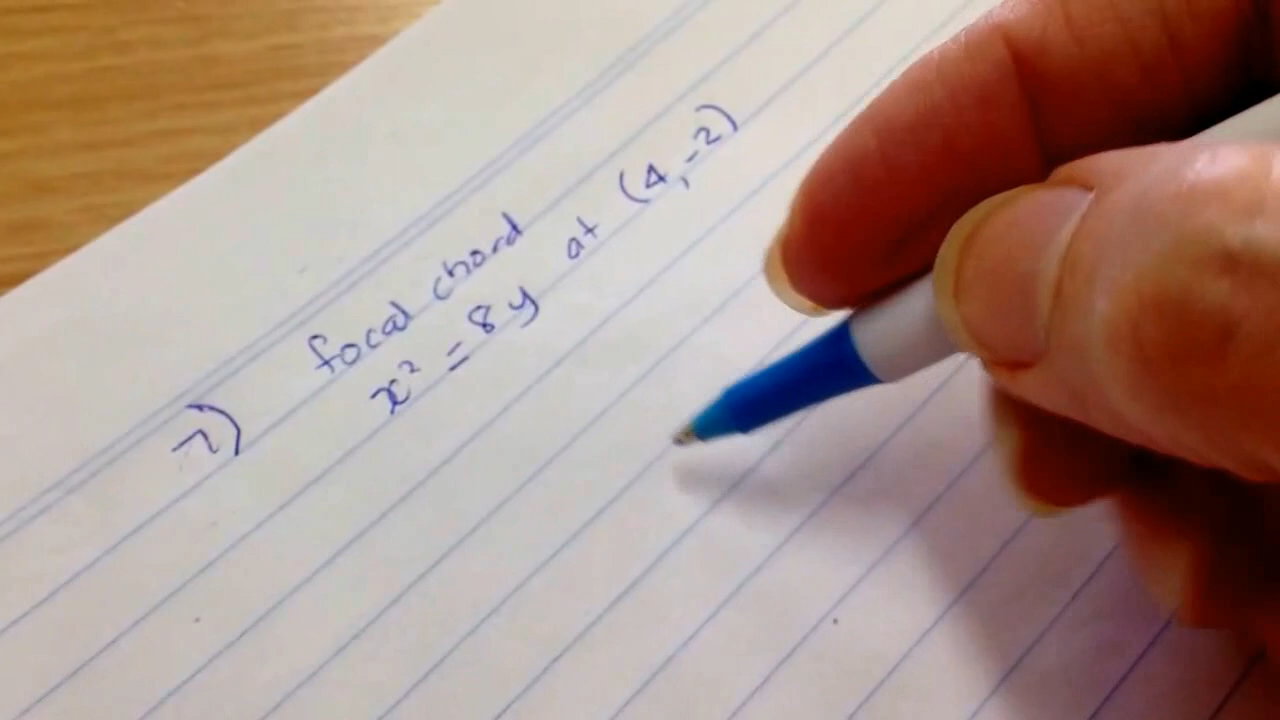 7) focal chord
x² = 8y at (4,-2)